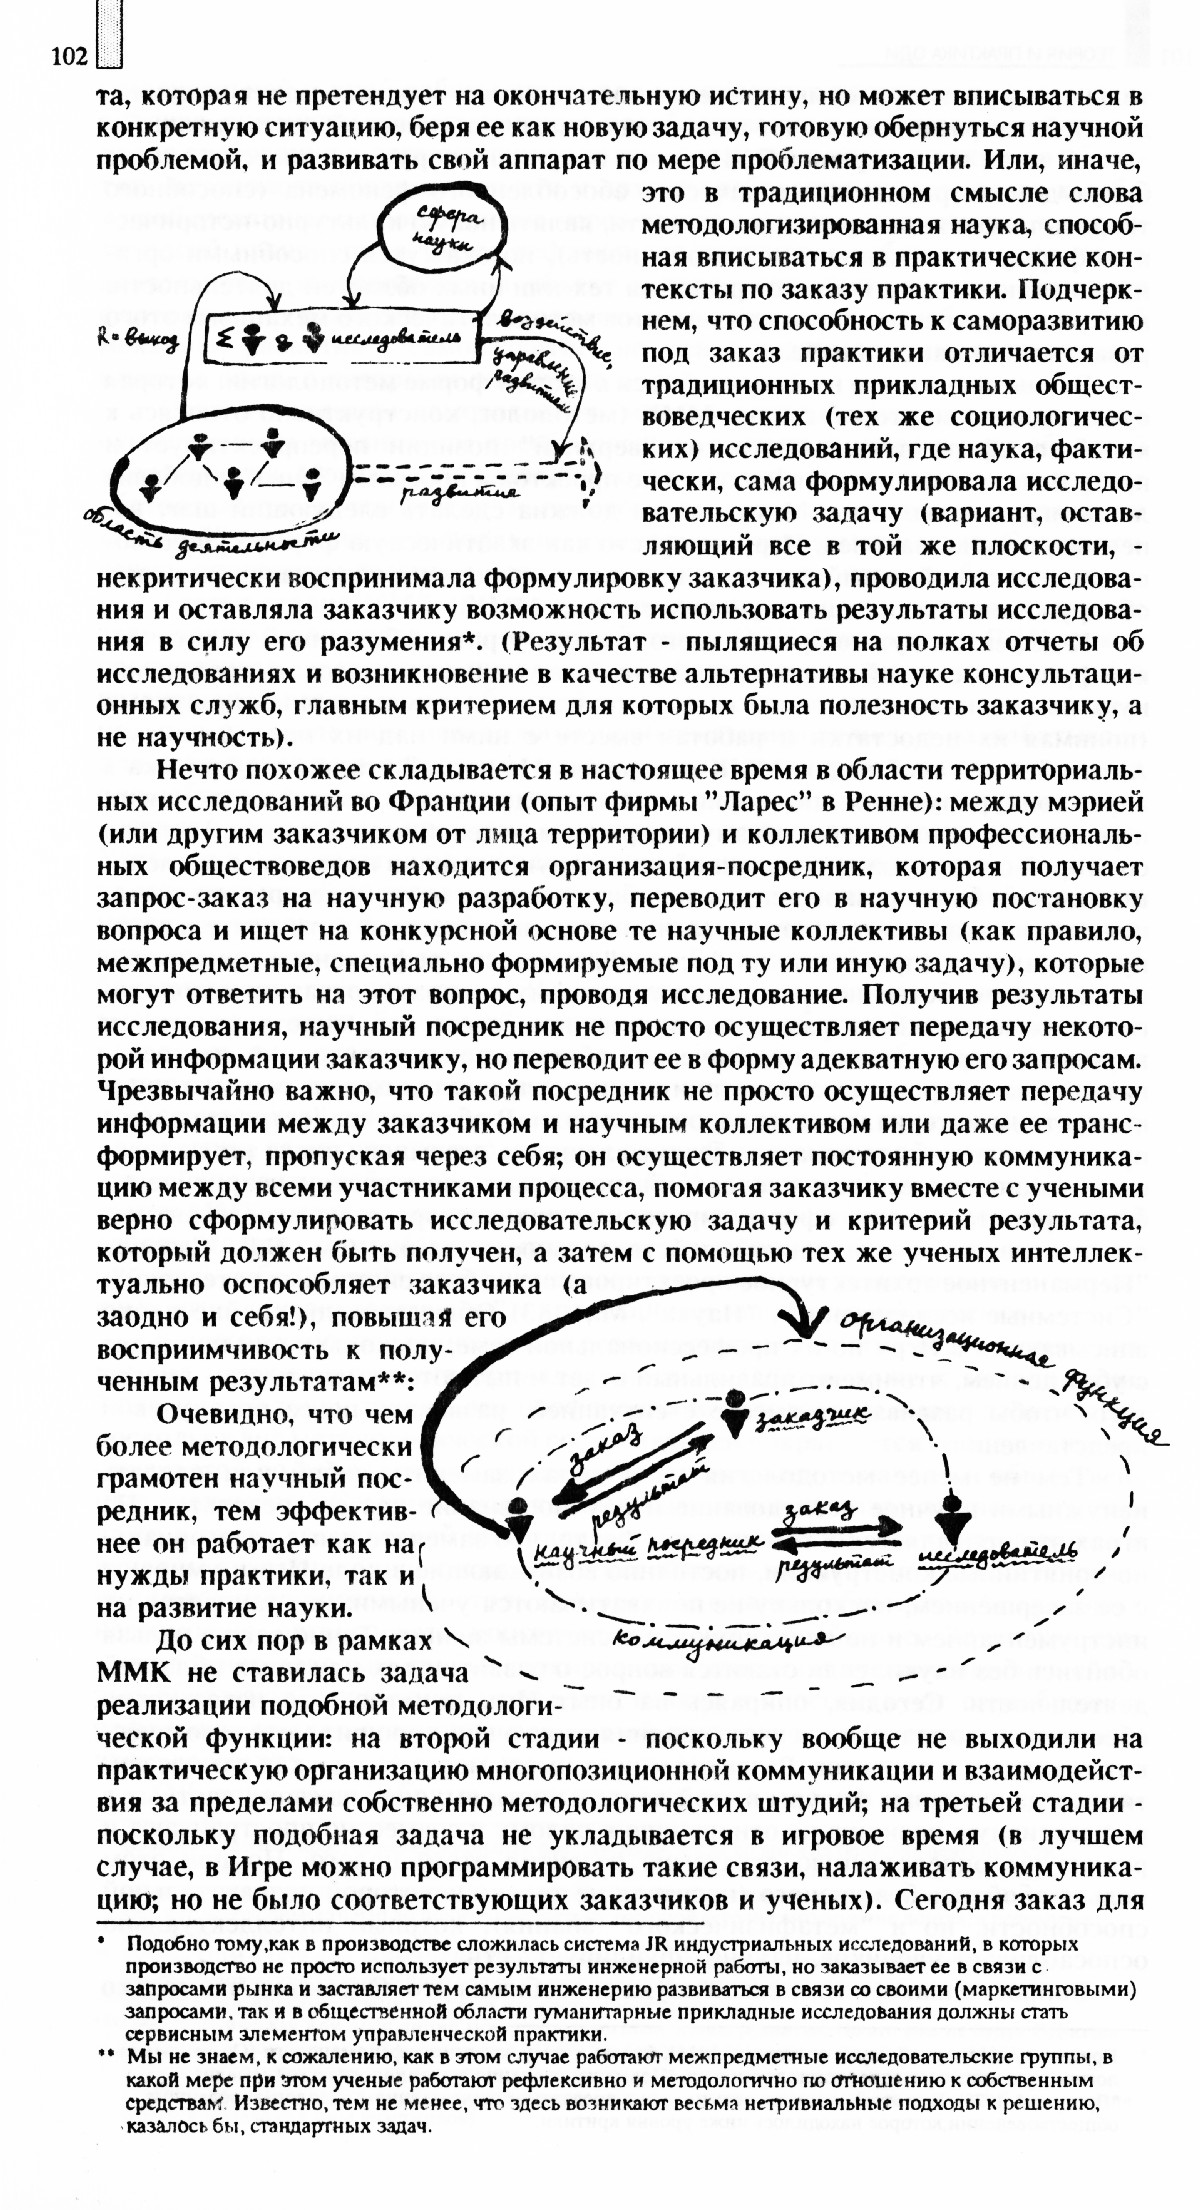 102
та, которая не претендует на окончательную истину, но может вписываться в
конкретную ситуацию, беря ее как новую задачу, готовую обернуться научной
проблемой, и развивать свой аппарат по мере проблематизации. Или, иначе,
это в традиционном смысле слова
методологизированная наука, способ-
ная вписываться в практические кон-
тексты по заказу практики. Подчерк-
нем, что способность к саморазвитию
под заказ практики отличается от
традиционных прикладных общест-
воведческих (тех же социологичес-
ких) исследований, где наука, факти-
чески, сама формулировала исследо-
вательскую задачу (вариант, остав-
ляющий все в той же плоскости, -
сфера
науки
R-выход
Σ
исследователь
воздействие,
управление
развитием
развитие
область деятельности
некритически воспринимала формулировку заказчика), проводила исследова-
ния и оставляла заказчику возможность использовать результаты исследова-
ния в силу его разумения*. (Результат - пылящиеся на полках отчеты об
исследованиях и возникновение в качестве альтернативы науке консультаци-
онных служб, главным критерием для которых была полезность заказчику, а
не научность).
Нечто похожее складывается в настоящее время в области территориаль-
ных исследований во Франции (опыт фирмы "Ларес" в Ренне): между мэрией
(или другим заказчиком от лица территории) и коллективом профессиональ-
ных обществоведов находится организация-посредник, которая получает
запрос-заказ на научную разработку, переводит его в научную постановку
вопроса и ищет на конкурсной основе те научные коллективы (как правило,
межпредметные, специально формируемые под ту или иную задачу), которые
могут ответить на этот вопрос, проводя исследование. Получив результаты
исследования, научный посредник не просто осуществляет передачу некото-
рой информации заказчику, но переводит ее в форму адекватную его запросам.
Чрезвычайно важно, что такой посредник не просто осуществляет передачу
информации между заказчиком и научным коллективом или даже ее транс-
формирует, пропуская через себя; он осуществляет постоянную коммуника-
цию между всеми участниками процесса, помогая заказчику вместе с учеными
верно сформулировать исследовательскую задачу и критерий результата,
который должен быть получен, а затем с помощью тех же ученых интеллек-
туально оспособляет заказчика (а
заодно и себя!), повышая его
восприимчивость к полу-
ченным результатам**:
Очевидно, что чем
более методологически
грамотен научный пос-
редник, тем эффектив-
нее он работает как на
нужды практики, так и
на развитие науки.
До сих пор в рамках
ММК не ставилась задача
реализации подобной методологи-
организационная функция
заказчик
заказ
результат
заказ
научный посредник
результат
исследователь
коммуникация
ческой функции: на второй стадии - поскольку вообще не выходили на
практическую организацию многопозиционной коммуникации и взаимодейст-
вия за пределами собственно методологических штудий; на третьей стадии -
поскольку подобная задача не укладывается в игровое время (в лучшем
случае, в Игре можно программировать такие связи, налаживать коммуника-
цию; но не было соответствующих заказчиков и ученых). Сегодня заказ для
* Подобно тому,как в производстве сложилась система JR индустриальных исследований, в которых
производство не просто использует результаты инженерной работы, но заказывает ее в связи с
запросами рынка и заставляет тем самым инженерию развиваться в связи со своими (маркетинговыми)
запросами, так и в общественной области гуманитарные прикладные исследования должны стать
сервисным элементом управленческой практики.
** Мы не знаем, к сожалению, как в этом случае работают межпредметные исследовательские группы, в
какой мере при этом ученые работают рефлексивно и методологично по отношению к собственным
средствам. Известно, тем не менее, что здесь возникают весьма нетривиальные подходы к решению,
казалось бы, стандартных задач.